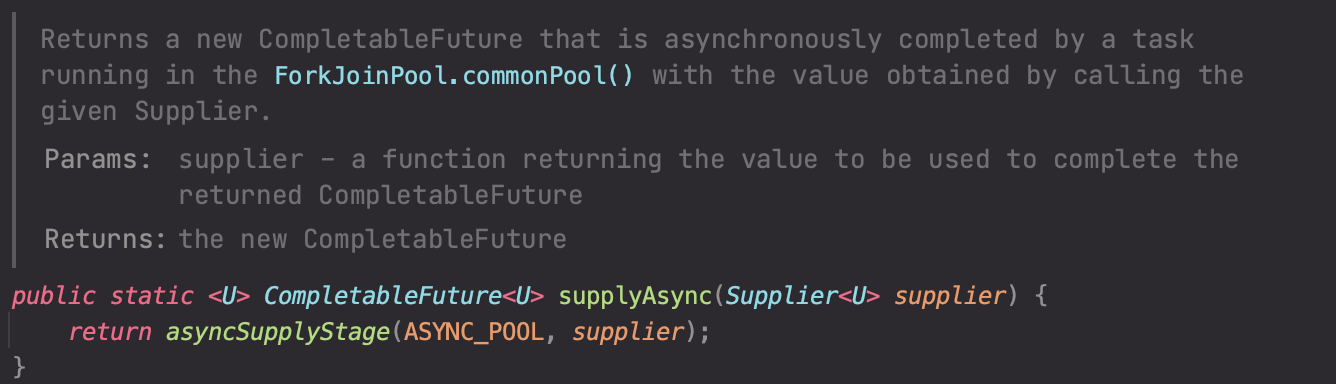 Returns a new CompletableFuture that is asynchronously completed by a task
running in the ForkJoinPool.commonPool() with the value obtained by calling the
given Supplier.
Params: supplier – a function returning the value to be used to complete the
returned CompletableFuture
Returns: the new CompletableFuture
public static <U> CompletableFuture<U> supplyAsync(Supplier<U> supplier) {
    return asyncSupplyStage(ASYNC_POOL, supplier);
}